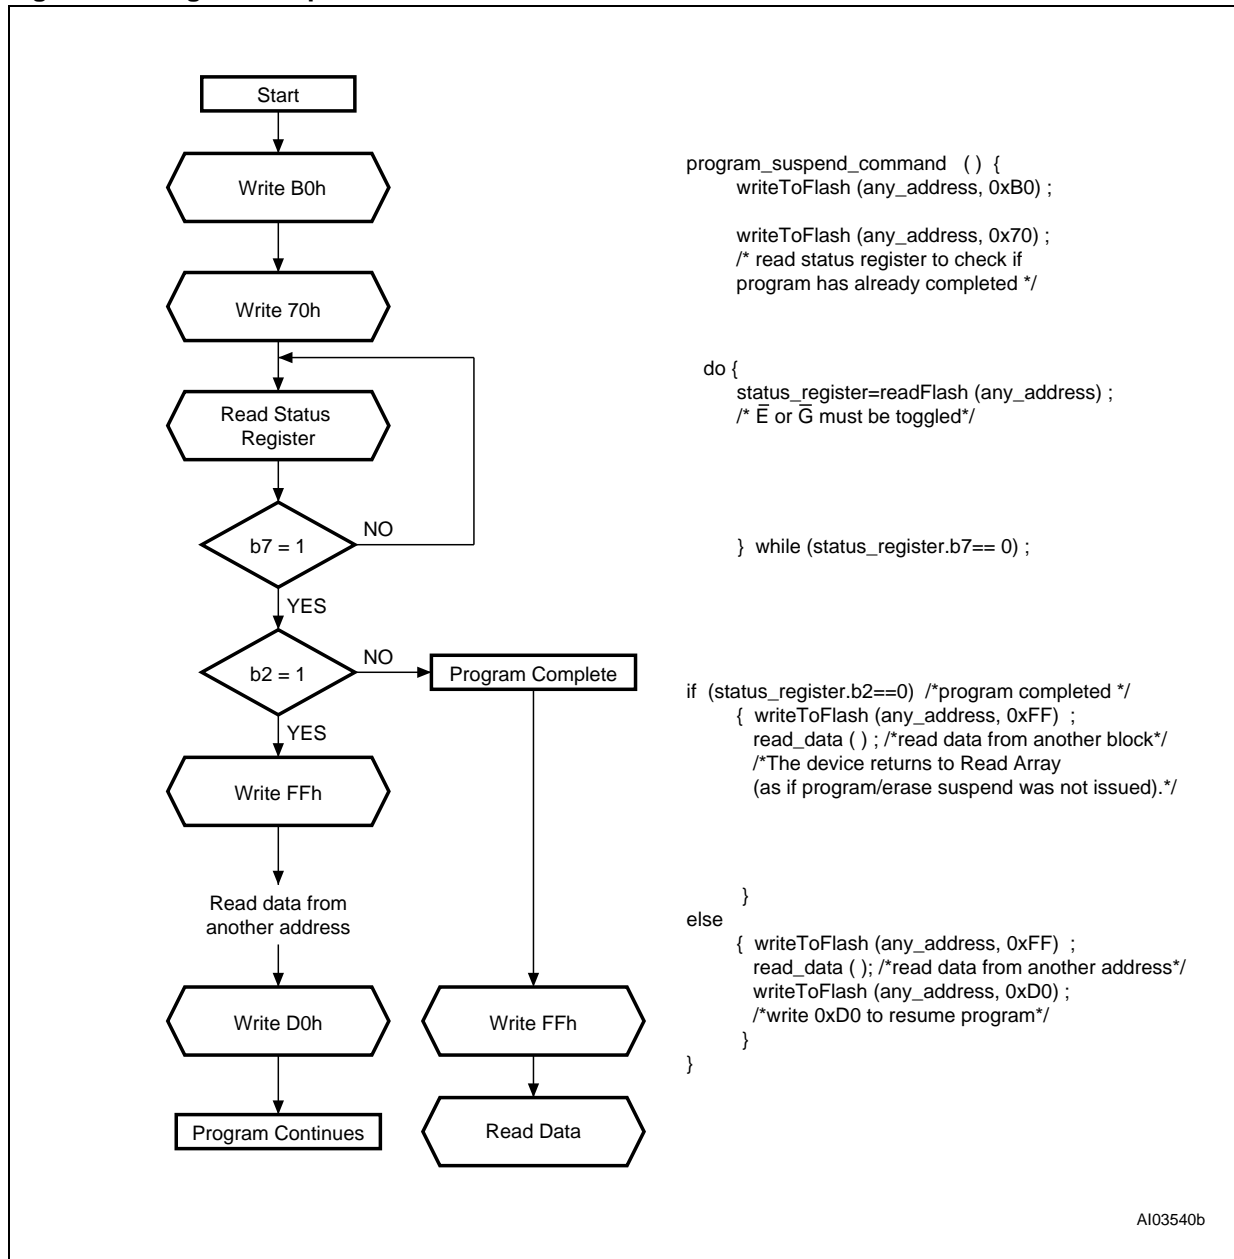 Start
Write B0h
Write 70h
Read Status
Register
NO
b7 = 1
YES
NO
b2 = 1
Program Complete
YES
Write FFh
Read data from
another address
Write D0h
Write FFh
Program Continues
Read Data
program_suspend_command ( ) {
writeToFlash (any_address, 0xB0) ;
writeToFlash (any_address, 0x70) ;
/* read status register to check if
program has already completed */
do {
status_register=readFlash (any_address) ;
/* E̅ or G̅ must be toggled*/
} while (status_register.b7== 0) ;
if (status_register.b2==0) /*program completed */
{ writeToFlash (any_address, 0xFF) ;
read_data ( ) ; /*read data from another block*/
/*The device returns to Read Array
(as if program/erase suspend was not issued).*/
}
else
{ writeToFlash (any_address, 0xFF) ;
read_data ( ); /*read data from another address*/
writeToFlash (any_address, 0xD0) ;
/*write 0xD0 to resume program*/
}
}
AI03540b